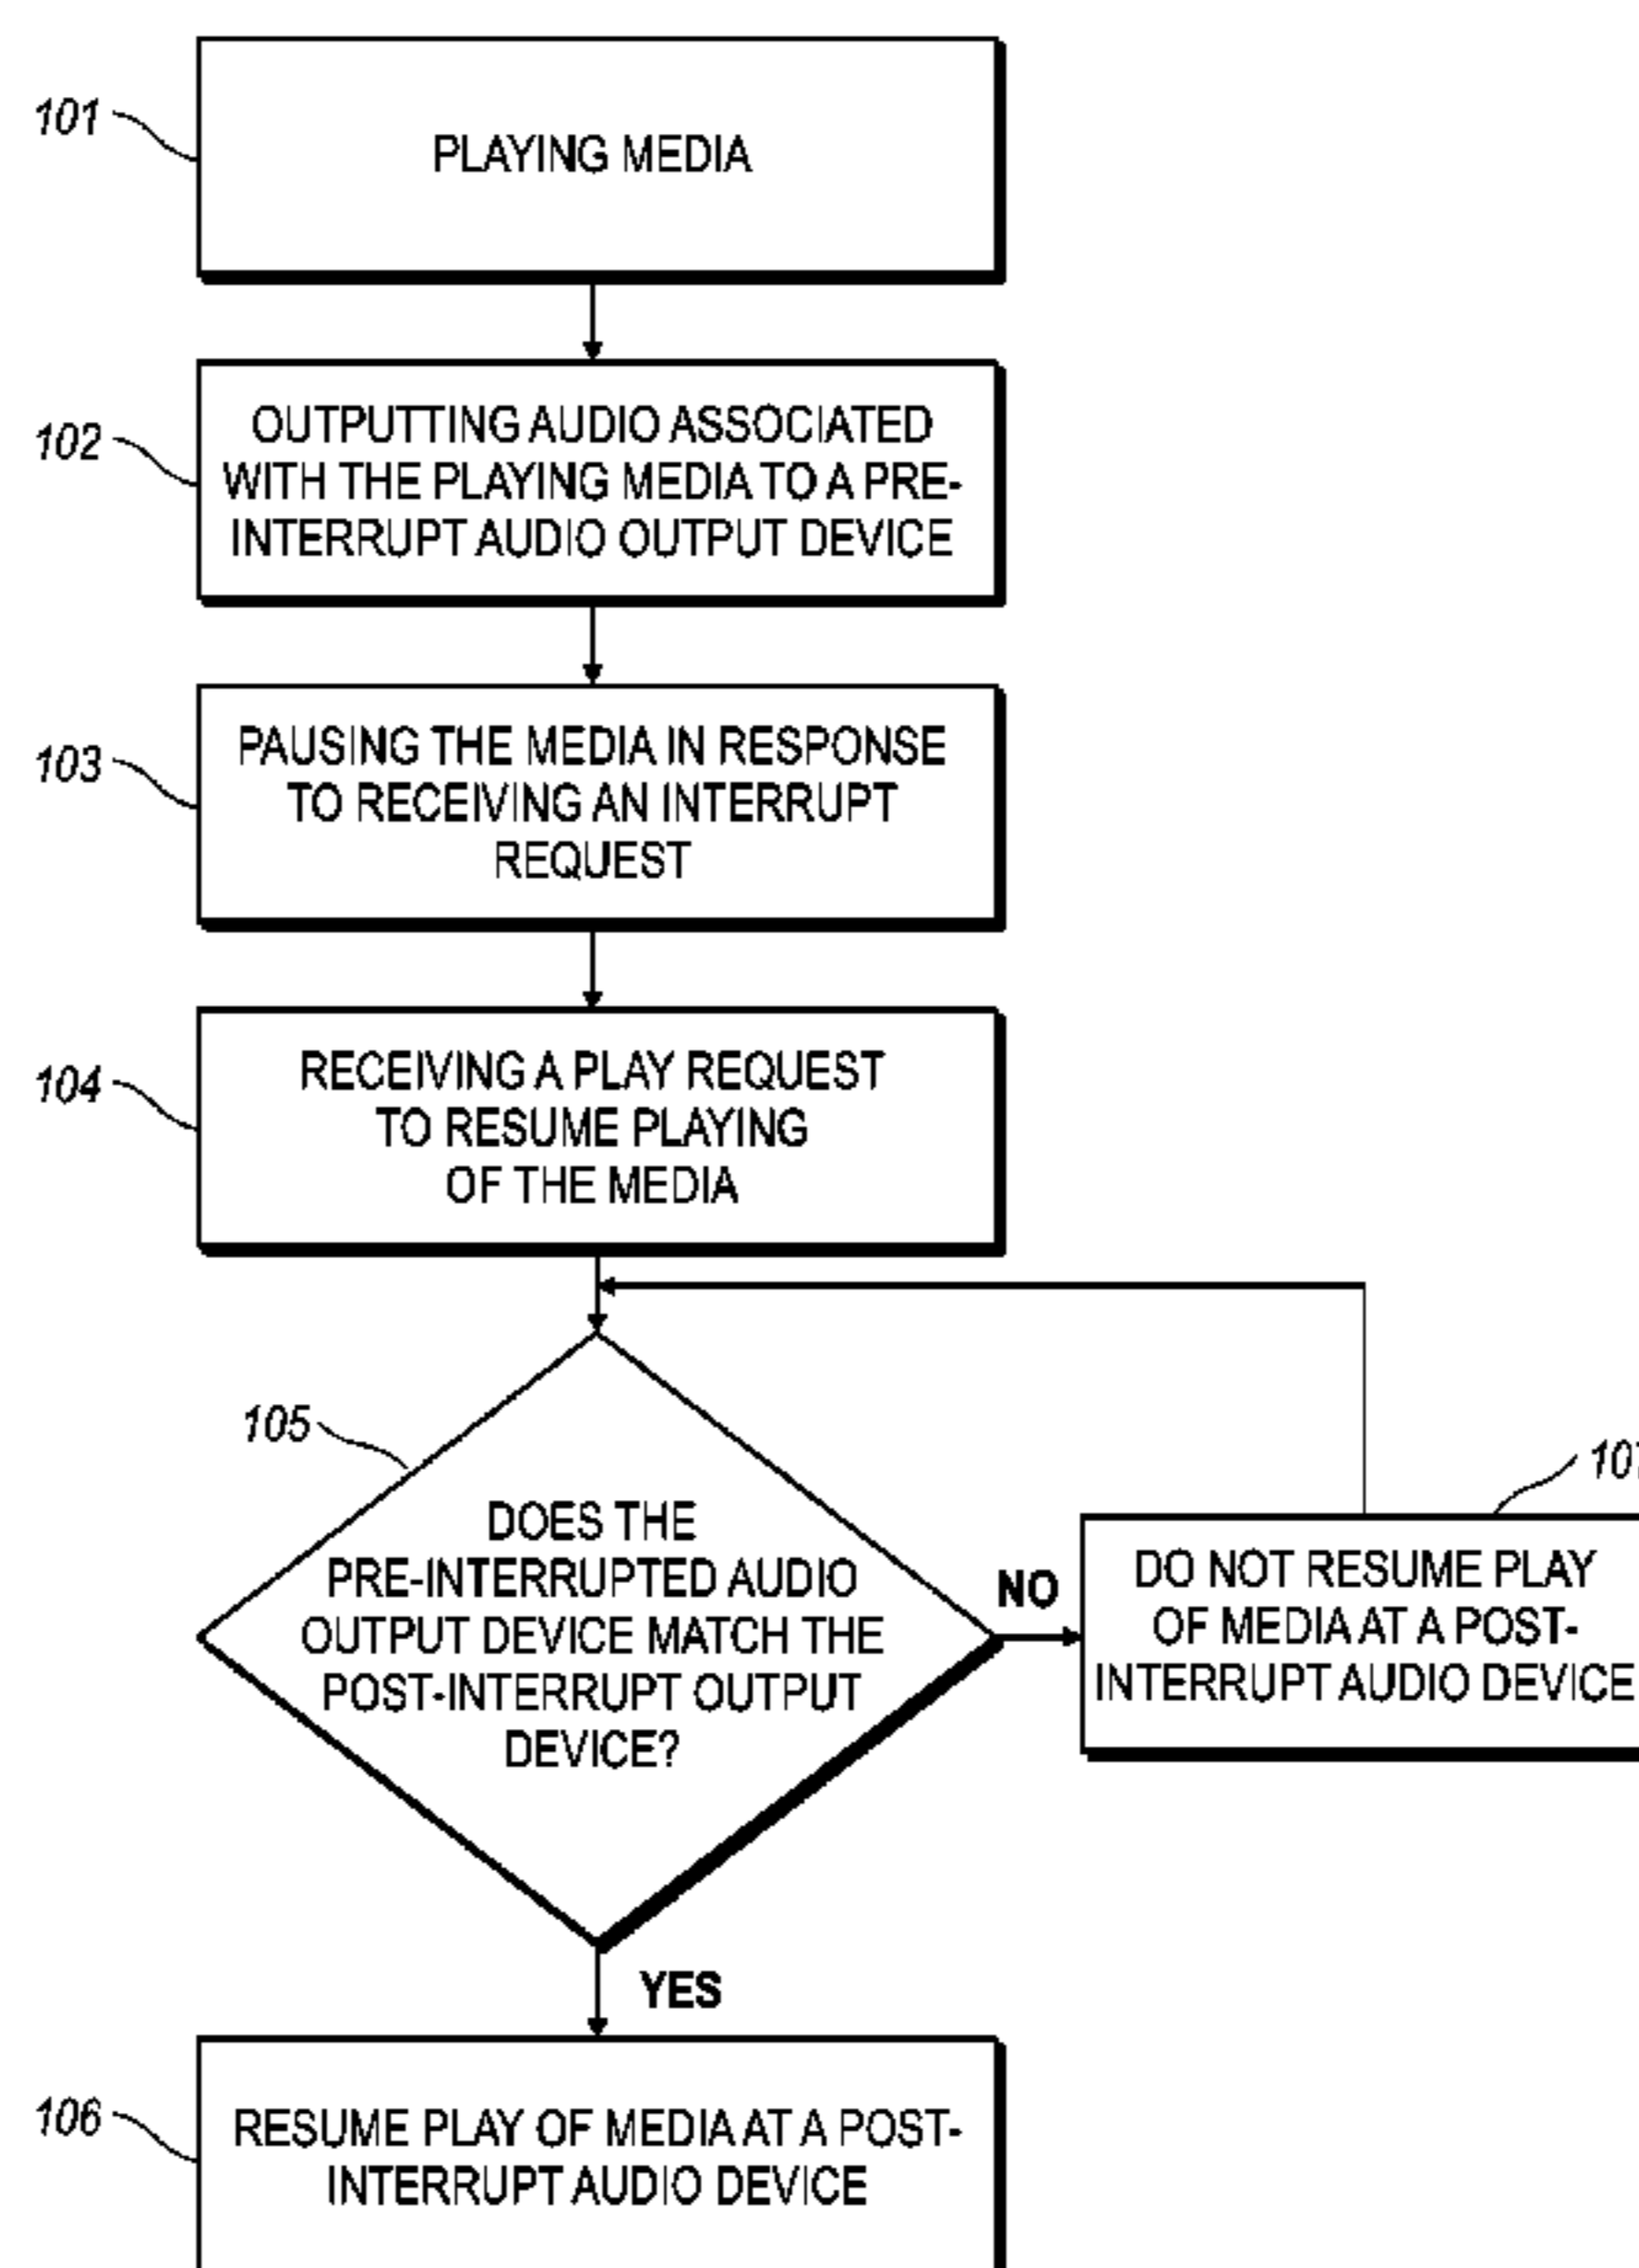 101
PLAYING MEDIA
102
OUTPUTTING AUDIO ASSOCIATED
WITH THE PLAYING MEDIA TO A PRE-
INTERRUPT AUDIO OUTPUT DEVICE
103
PAUSING THE MEDIA IN RESPONSE
TO RECEIVING AN INTERRUPT
REQUEST
104
RECEIVING A PLAY REQUEST
TO RESUME PLAYING
OF THE MEDIA
105
DOES THE
PRE-INTERRUPTED AUDIO
OUTPUT DEVICE MATCH THE
POST-INTERRUPT OUTPUT
DEVICE?
NO
107
DO NOT RESUME PLAY
OF MEDIA AT A POST-
INTERRUPT AUDIO DEVICE
YES
106
RESUME PLAY OF MEDIA AT A POST-
INTERRUPT AUDIO DEVICE